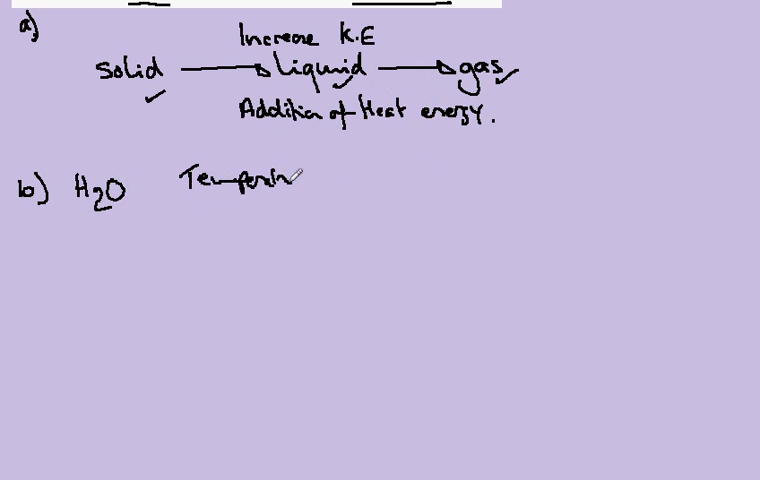 a)
Increase K.E
Solid → Liquid → gas
Addition of Heat energy.
b) H2O